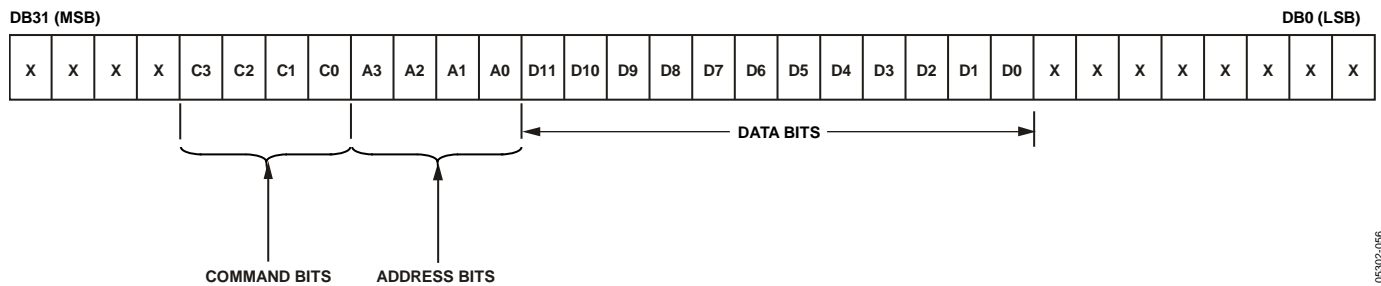 DB31 (MSB) DB0 (LSB)
X X X X C3 C2 C1 C0 A3 A2 A1 A0 D11 D10 D9 D8 D7 D6 D5 D4 D3 D2 D1 D0 X X X X X X X X
DATA BITS
COMMAND BITS ADDRESS BITS
05302-056